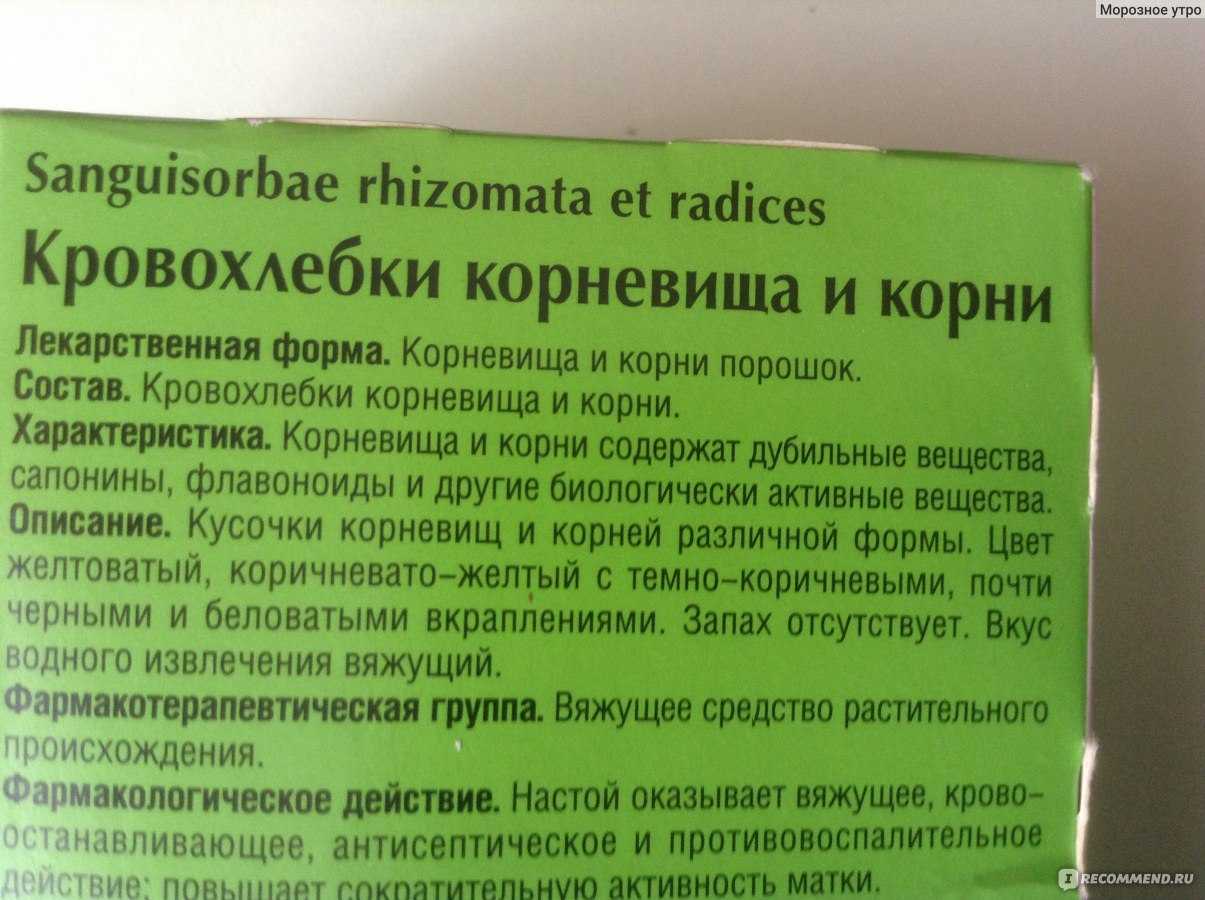 Морозное утро
Sanguisorbae rhizomata et radices
Кровохлебки корневища и корни
Лекарственная форма. Корневища и корни порошок.
Состав. Кровохлебки корневища и корни.
Характеристика. Корневища и корни содержат дубильные вещества,
сапонины, флавоноиды и другие биологически активные вещества.
Описание. Кусочки корневищ и корней различной формы. Цвет
желтоватый, коричневато–желтый с темно–коричневыми, почти
черными и беловатыми вкраплениями. Запах отсутствует. Вкус
водного извлечения вяжущий.
Фармакотерапевтическая группа. Вяжущее средство растительного
происхождения.
Фармакологическое действие. Настой оказывает вяжущее, крово–
останавливающее, антисептическое и противовоспалительное
действие; повышает сократительную активность матки.
IRECOMMEND.RU